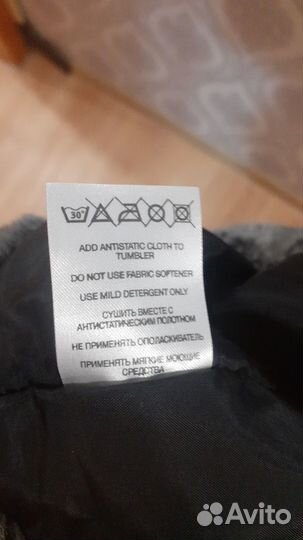 30°
ADD ANTISTATIC CLOTH TO
TUMBLER
DO NOT USE FABRIC SOFTENER
USE MILD DETERGENT ONLY
СУШИТЬ ВМЕСТЕ С
АНТИСТАТИЧЕСКИМ ПОЛОТНОМ
НЕ ПРИМЕНЯТЬ ОПОЛАСКИВАТЕЛЬ
ПРИМЕНЯТЬ МЯГКИЕ МОЮЩИЕ
СРЕДСТВА
Avito